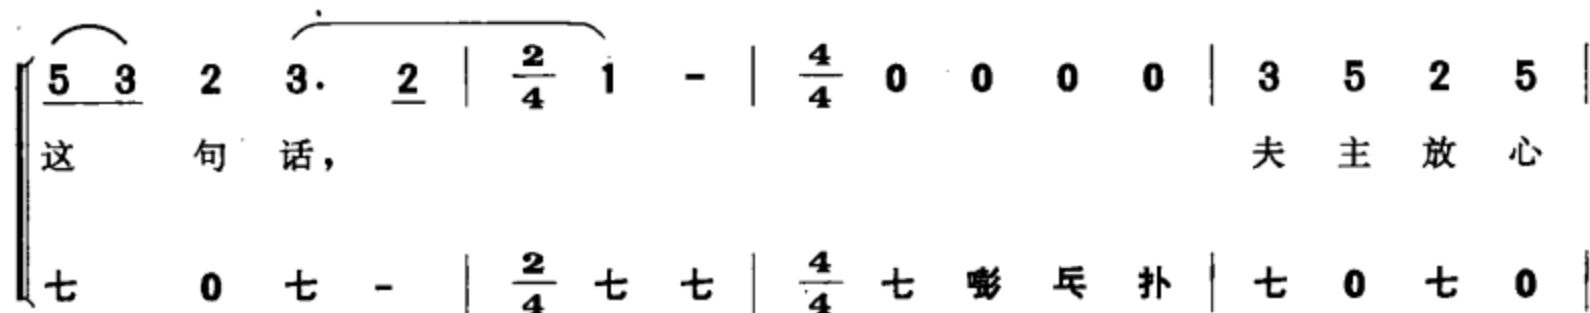 5 3 2 3. 2 | 2/4 1 - | 4/4 0 0 0 0 | 3 5 2 5 |
这 句 话， 夫 主 放 心
七 0 七 - | 2/4 七 七 | 4/4 七 嘭 乓 扑 | 七 0 七 0 |